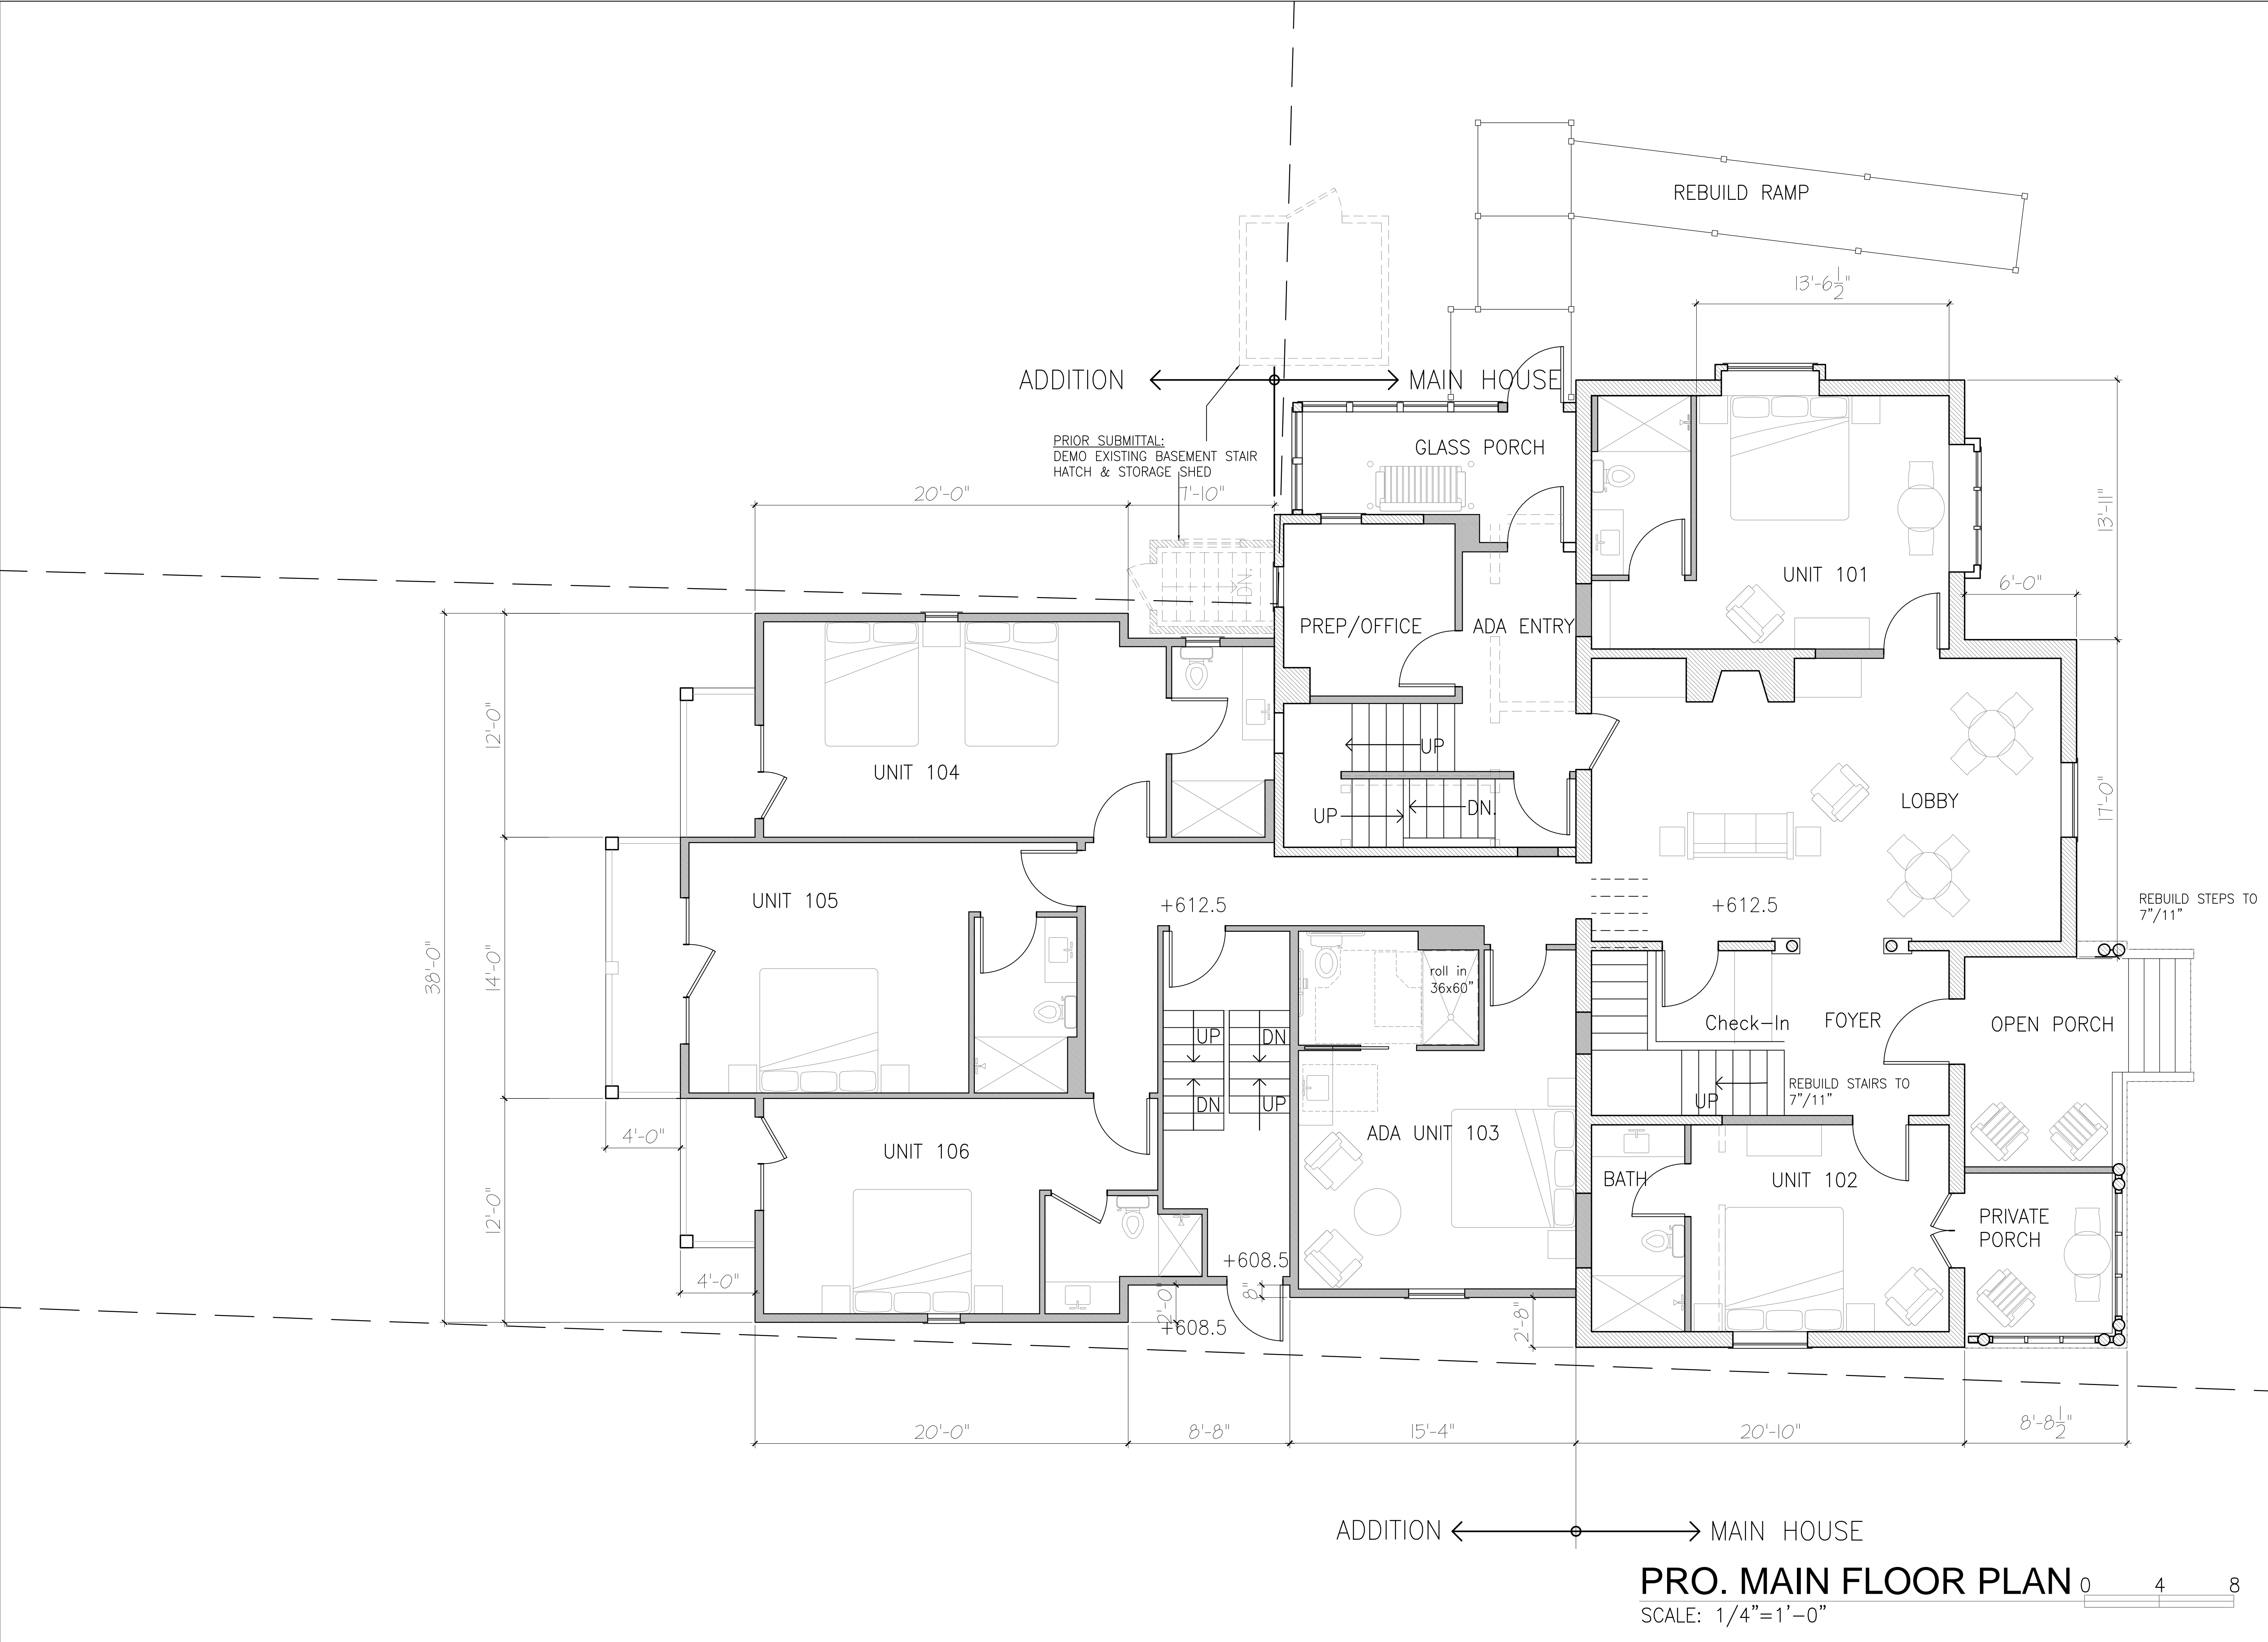 REBUILD RAMP
13'-6 1/2"
ADDITION
MAIN HOUSE
PRIOR SUBMITTAL:
DEMO EXISTING BASEMENT STAIR
HATCH & STORAGE SHED
GLASS PORCH
20'-0"
7'-10"
13'-11"
DN.
UNIT 101
6'-0"
PREP/OFFICE
ADA ENTRY
12'-0"
UNIT 104
UP
UP
DN.
LOBBY
17'-0"
UNIT 105
+612.5
+612.5
REBUILD STEPS TO
7"/11"
38'-0"
14'-0"
roll in
36x60"
Check-In
FOYER
OPEN PORCH
UP
DN
DN
UP
REBUILD STAIRS TO
7"/11"
UP
4'-0"
UNIT 106
ADA UNIT 103
BATH
UNIT 102
12'-0"
PRIVATE
PORCH
4'-0"
+608.5
8"
2'-0"
+608.5
2'-8"
20'-0"
8'-8"
15'-4"
20'-10"
8'-8 1/2"
ADDITION
MAIN HOUSE
PRO. MAIN FLOOR PLAN
0 4 8
SCALE: 1/4"=1'-0"